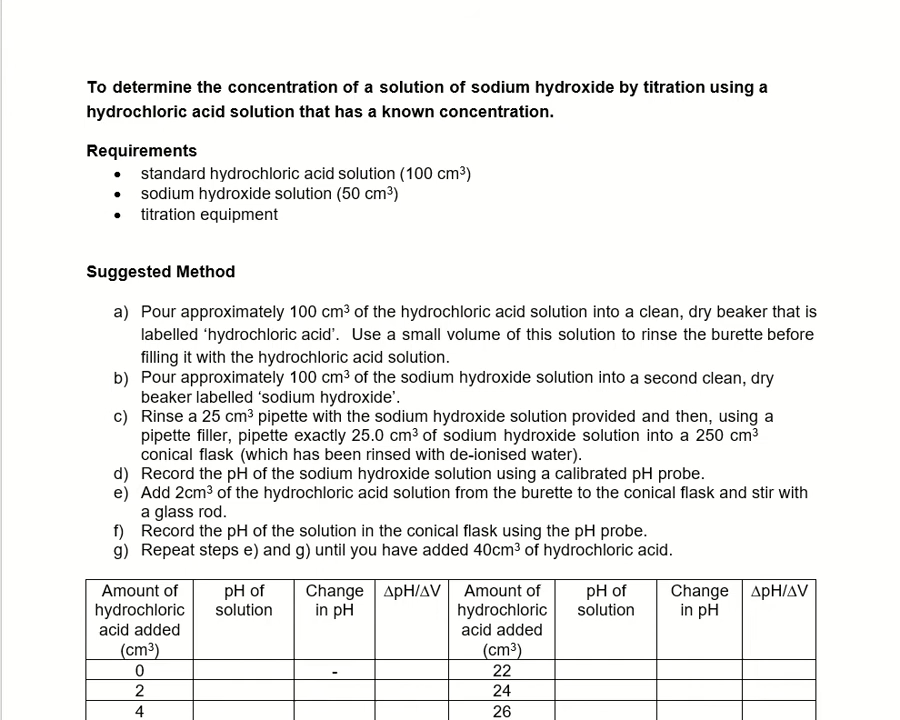 To determine the concentration of a solution of sodium hydroxide by titration using a
hydrochloric acid solution that has a known concentration.
Requirements
• standard hydrochloric acid solution (100 cm³)
• sodium hydroxide solution (50 cm³)
• titration equipment
Suggested Method
a) Pour approximately 100 cm³ of the hydrochloric acid solution into a clean, dry beaker that is
labelled ‘hydrochloric acid’. Use a small volume of this solution to rinse the burette before
filling it with the hydrochloric acid solution.
b) Pour approximately 100 cm³ of the sodium hydroxide solution into a second clean, dry
beaker labelled ‘sodium hydroxide’.
c) Rinse a 25 cm³ pipette with the sodium hydroxide solution provided and then, using a
pipette filler, pipette exactly 25.0 cm³ of sodium hydroxide solution into a 250 cm³
conical flask (which has been rinsed with de-ionised water).
d) Record the pH of the sodium hydroxide solution using a calibrated pH probe.
e) Add 2cm³ of the hydrochloric acid solution from the burette to the conical flask and stir with
a glass rod.
f) Record the pH of the solution in the conical flask using the pH probe.
g) Repeat steps e) and g) until you have added 40cm³ of hydrochloric acid.
Amount of pH of Change ΔpH/ΔV Amount of pH of Change ΔpH/ΔV
hydrochloric solution in pH hydrochloric solution in pH
acid added acid added
(cm³) (cm³)
0 - 22
2 24
4 26